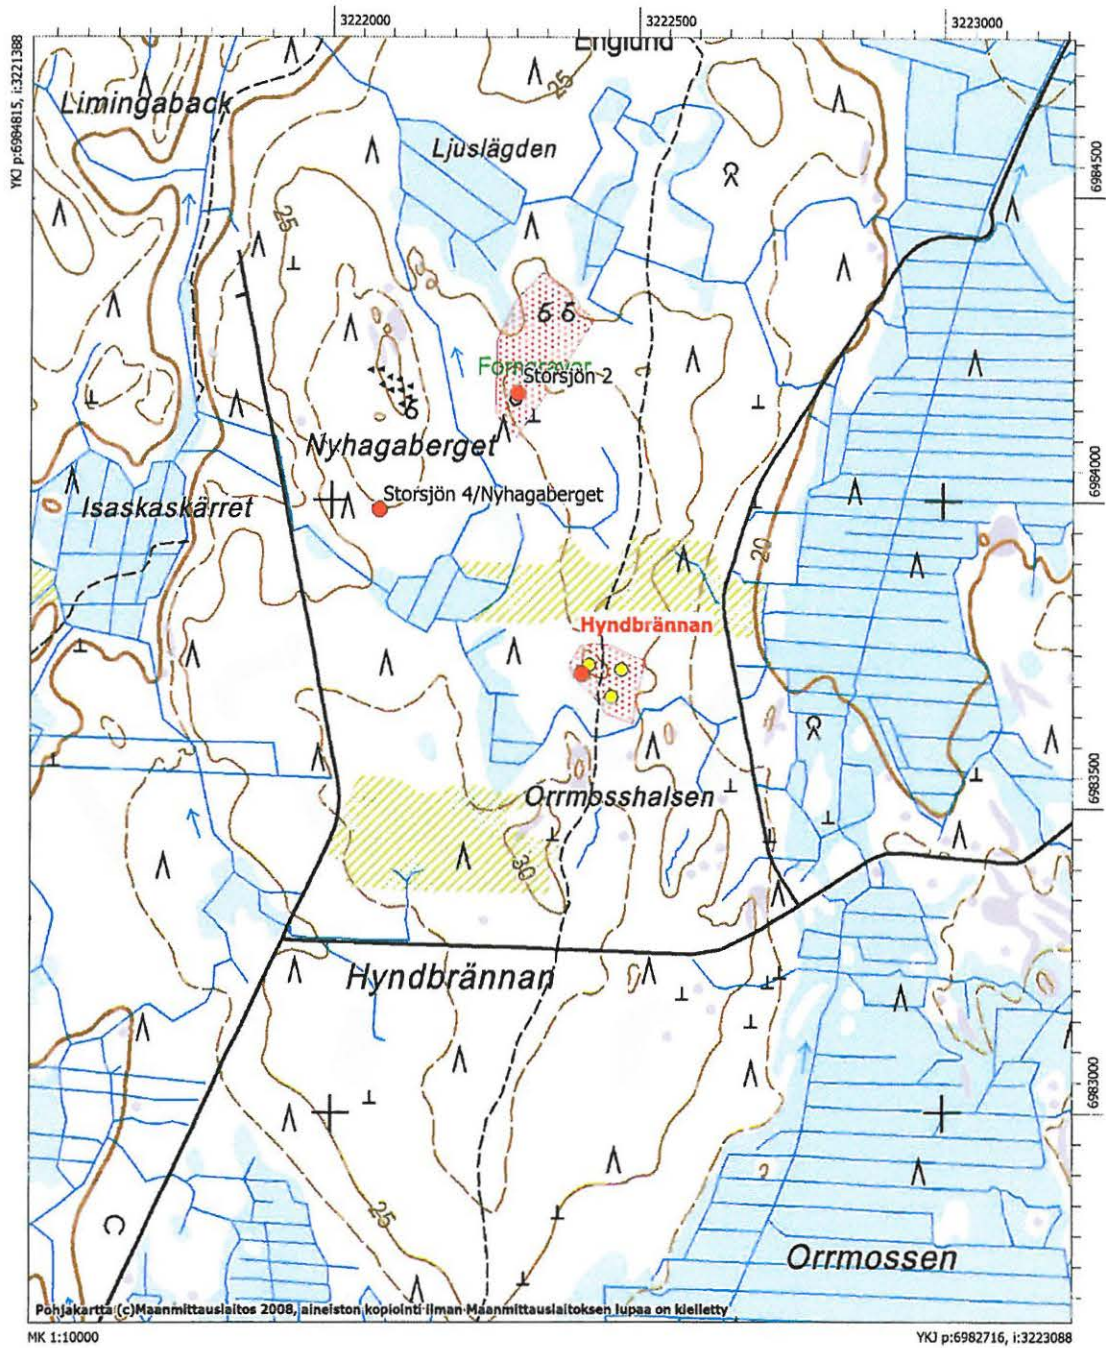 3222000
3222500
3223000
YKJ p:6984815, i:3221388
Englund
25
Limingaback
Ljuslägden
6984500
25
Forngravar
Storsjön 2
Nyhagaberget
6984000
Storsjön 4/Nyhagaberget
Isaskaskärret
20
Hyndbrännan
6983500
Orrmosshalsen
30
Hyndbrännan
6983000
25
Orrmossen
Pohjakartta (c)Maanmittauslaitos 2008, aineiston kopiointi ilman Maanmittauslaitoksen lupaa on kielletty
MK 1:10000
YKJ p:6982716, i:3223088